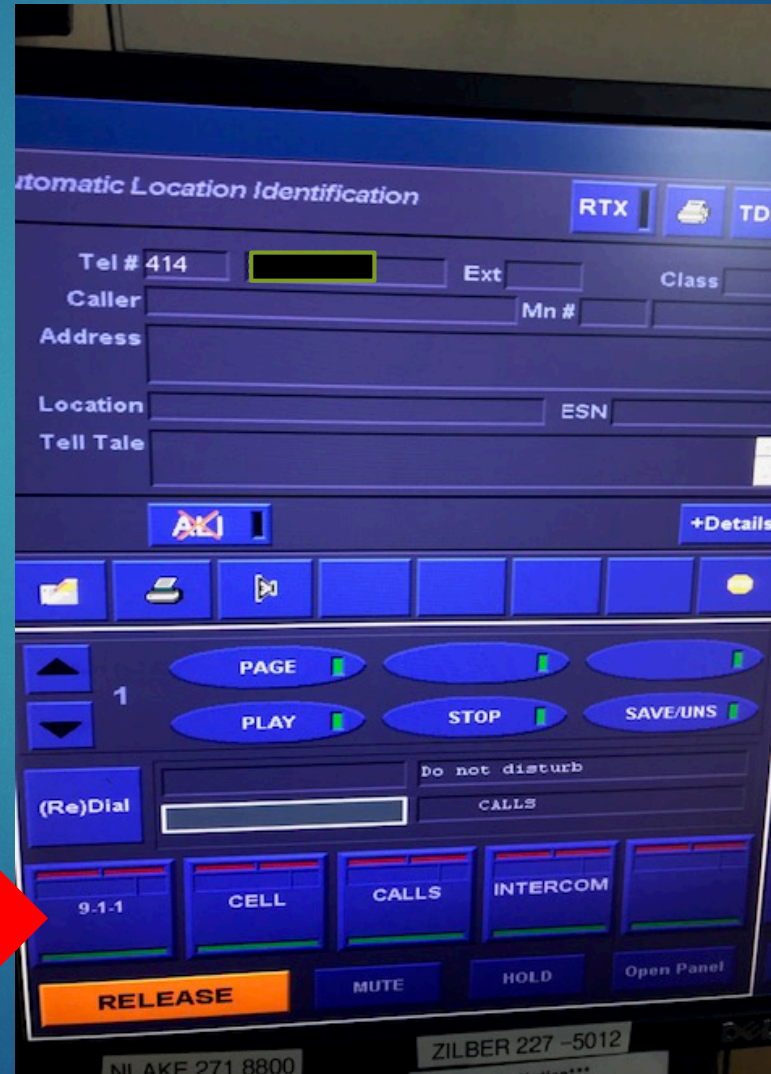 utomatic Location Identification
RTX
TD
Tel # 414
Ext
Class
Caller
Mn #
Address
Location
ESN
Tell Tale
ALI
+Details
1
PAGE
PLAY
STOP
SAVE/UNS
(Re)Dial
Do not disturb
CALLS
9-1-1
CELL
CALLS
INTERCOM
RELEASE
MUTE
HOLD
Open Panel
NLAKE 271 8800
ZILBER 227 -5012